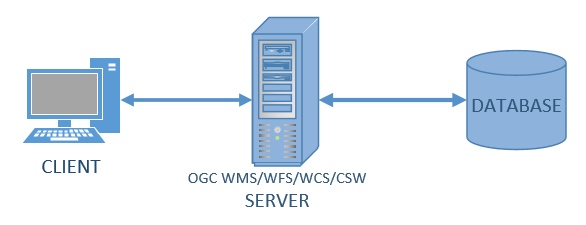 CLIENT
OGC WMS/WFS/WCS/CSW
SERVER
DATABASE